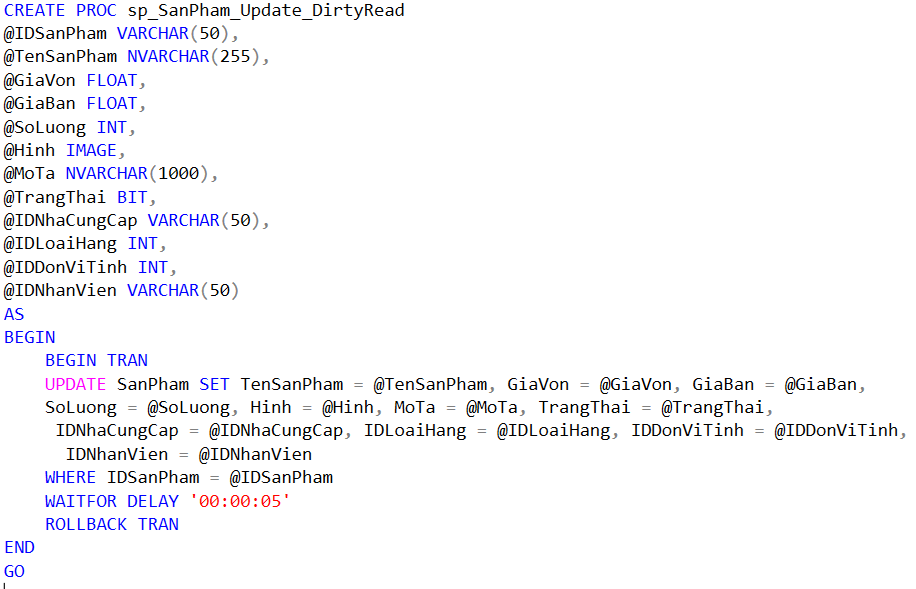 CREATE PROC sp_SanPham_Update_DirtyRead
@IDSanPham VARCHAR(50),
@TenSanPham NVARCHAR(255),
@GiaVon FLOAT,
@GiaBan FLOAT,
@SoLuong INT,
@Hinh IMAGE,
@MoTa NVARCHAR(1000),
@TrangThai BIT,
@IDNhaCungCap VARCHAR(50),
@IDLoaiHang INT,
@IDDonViTinh INT,
@IDNhanVien VARCHAR(50)
AS
BEGIN
    BEGIN TRAN
    UPDATE SanPham SET TenSanPham = @TenSanPham, GiaVon = @GiaVon, GiaBan = @GiaBan,
    SoLuong = @SoLuong, Hinh = @Hinh, MoTa = @MoTa, TrangThai = @TrangThai,
     IDNhaCungCap = @IDNhaCungCap, IDLoaiHang = @IDLoaiHang, IDDonViTinh = @IDDonViTinh,
      IDNhanVien = @IDNhanVien
    WHERE IDSanPham = @IDSanPham
    WAITFOR DELAY '00:00:05'
    ROLLBACK TRAN
END
GO